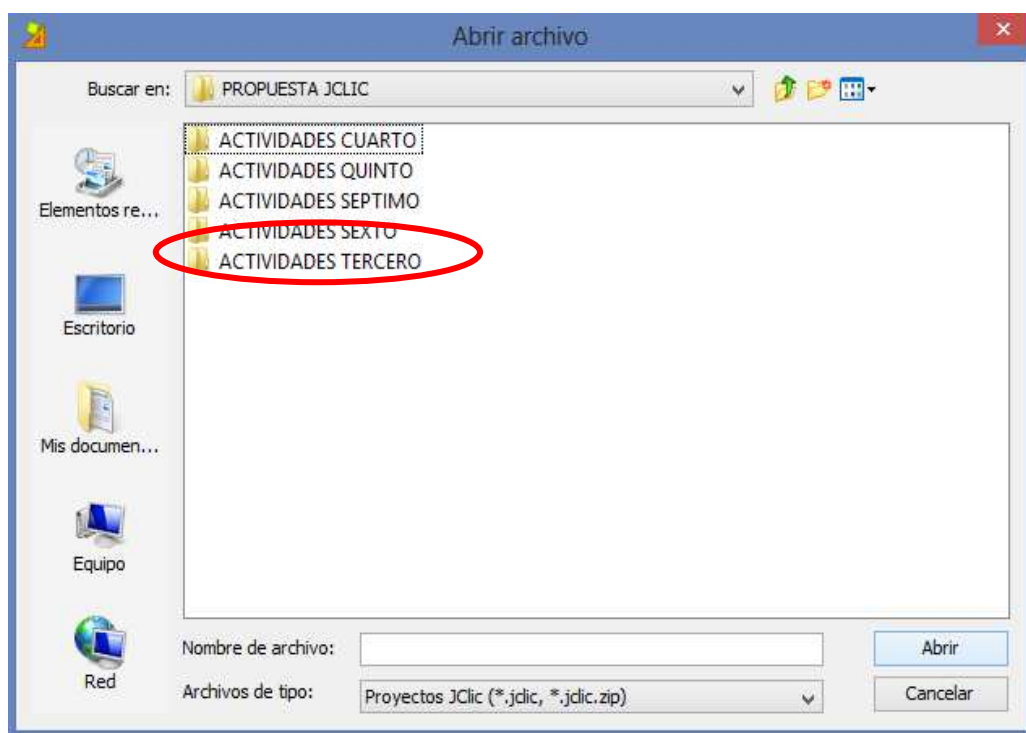 Abrir archivo
Buscar en: PROPUESTA JCLIC
ACTIVIDADES CUARTO
ACTIVIDADES QUINTO
ACTIVIDADES SEPTIMO
ACTIVIDADES SEXTO
ACTIVIDADES TERCERO
Elementos re...
Escritorio
Mis documen...
Equipo
Red
Nombre de archivo:
Abrir
Archivos de tipo: Proyectos JClic (*.jclic, *.jclic.zip)
Cancelar